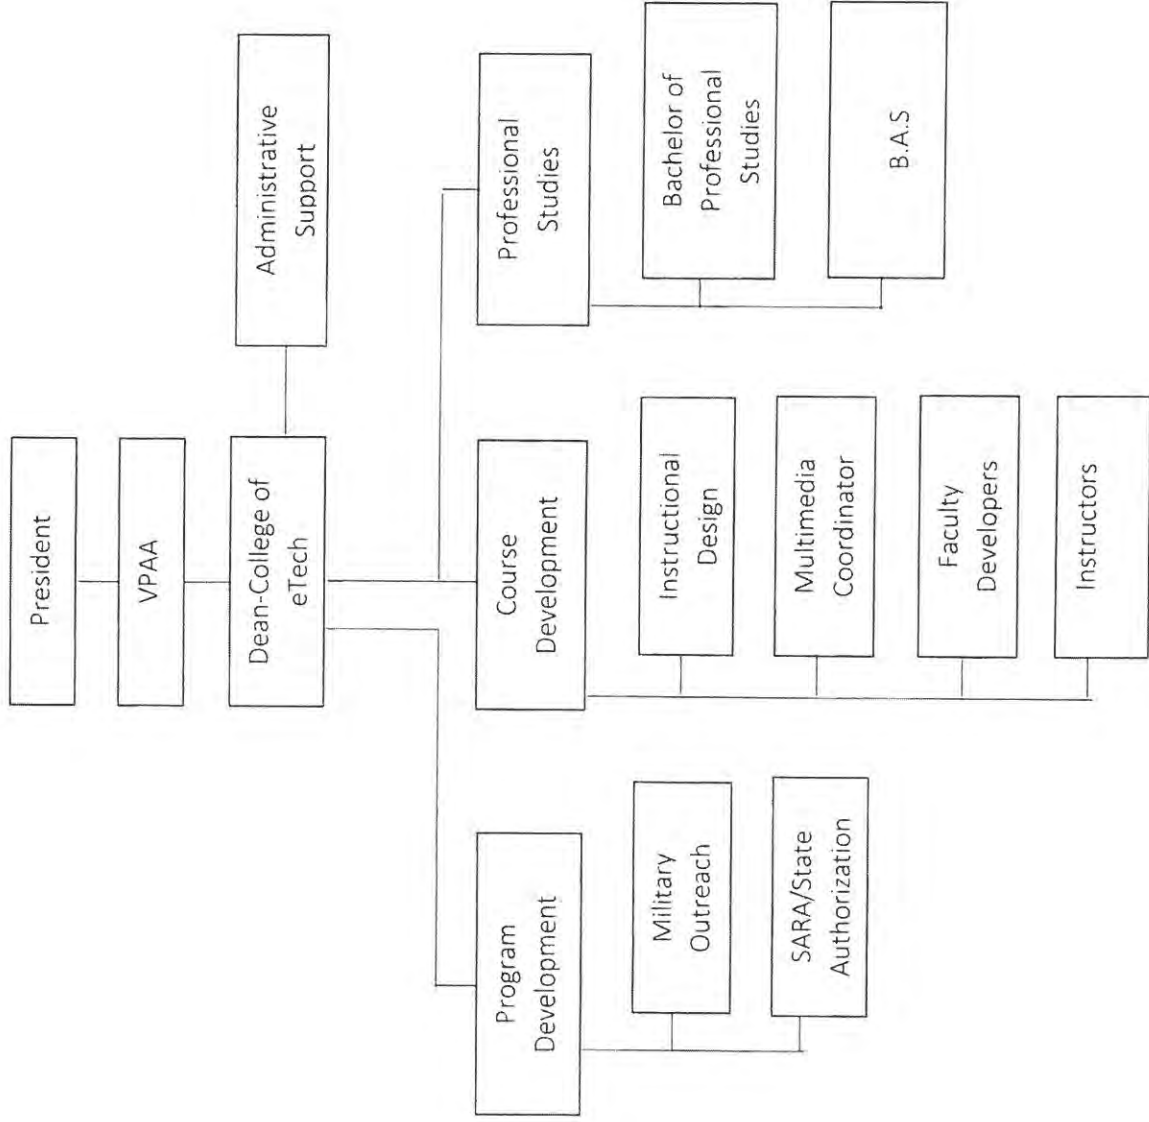 President
VPAA
Dean-College of
eTech
Administrative
Support
Program
Development
Course
Development
Professional
Studies
Military
Outreach
SARA/State
Authorization
Instructional
Design
Multimedia
Coordinator
Faculty
Developers
Instructors
Bachelor of
Professional
Studies
B.A.S